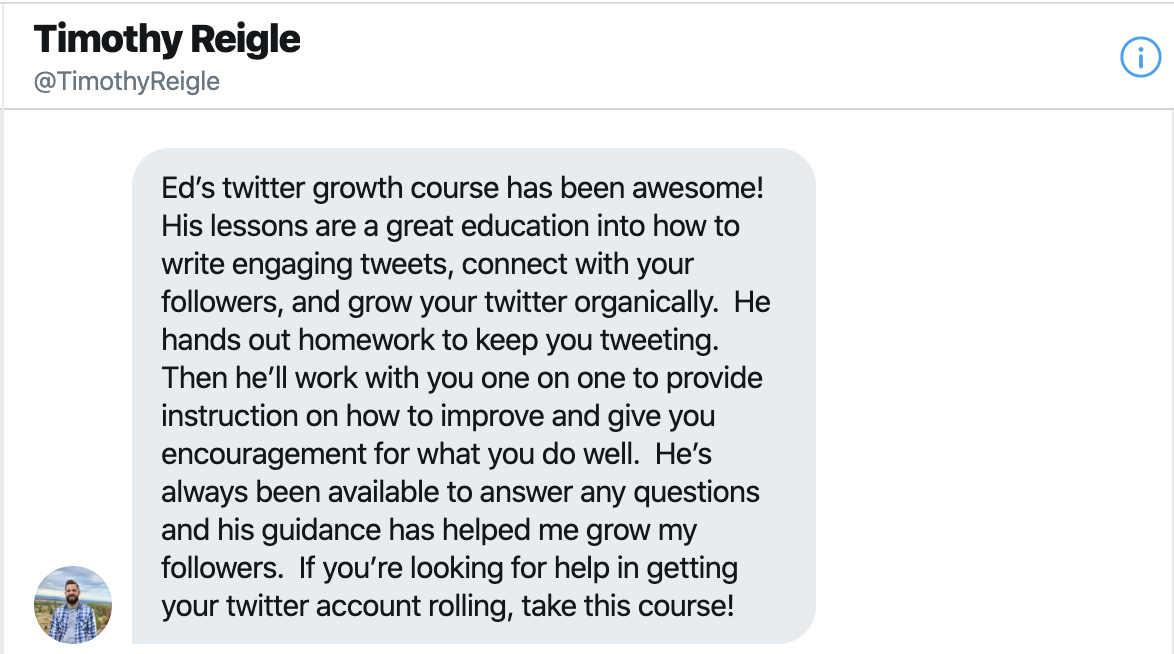 Timothy Reigle
@TimothyReigle
Ed’s twitter growth course has been awesome!
His lessons are a great education into how to
write engaging tweets, connect with your
followers, and grow your twitter organically.  He
hands out homework to keep you tweeting.
Then he’ll work with you one on one to provide
instruction on how to improve and give you
encouragement for what you do well.  He’s
always been available to answer any questions
and his guidance has helped me grow my
followers.  If you’re looking for help in getting
your twitter account rolling, take this course!